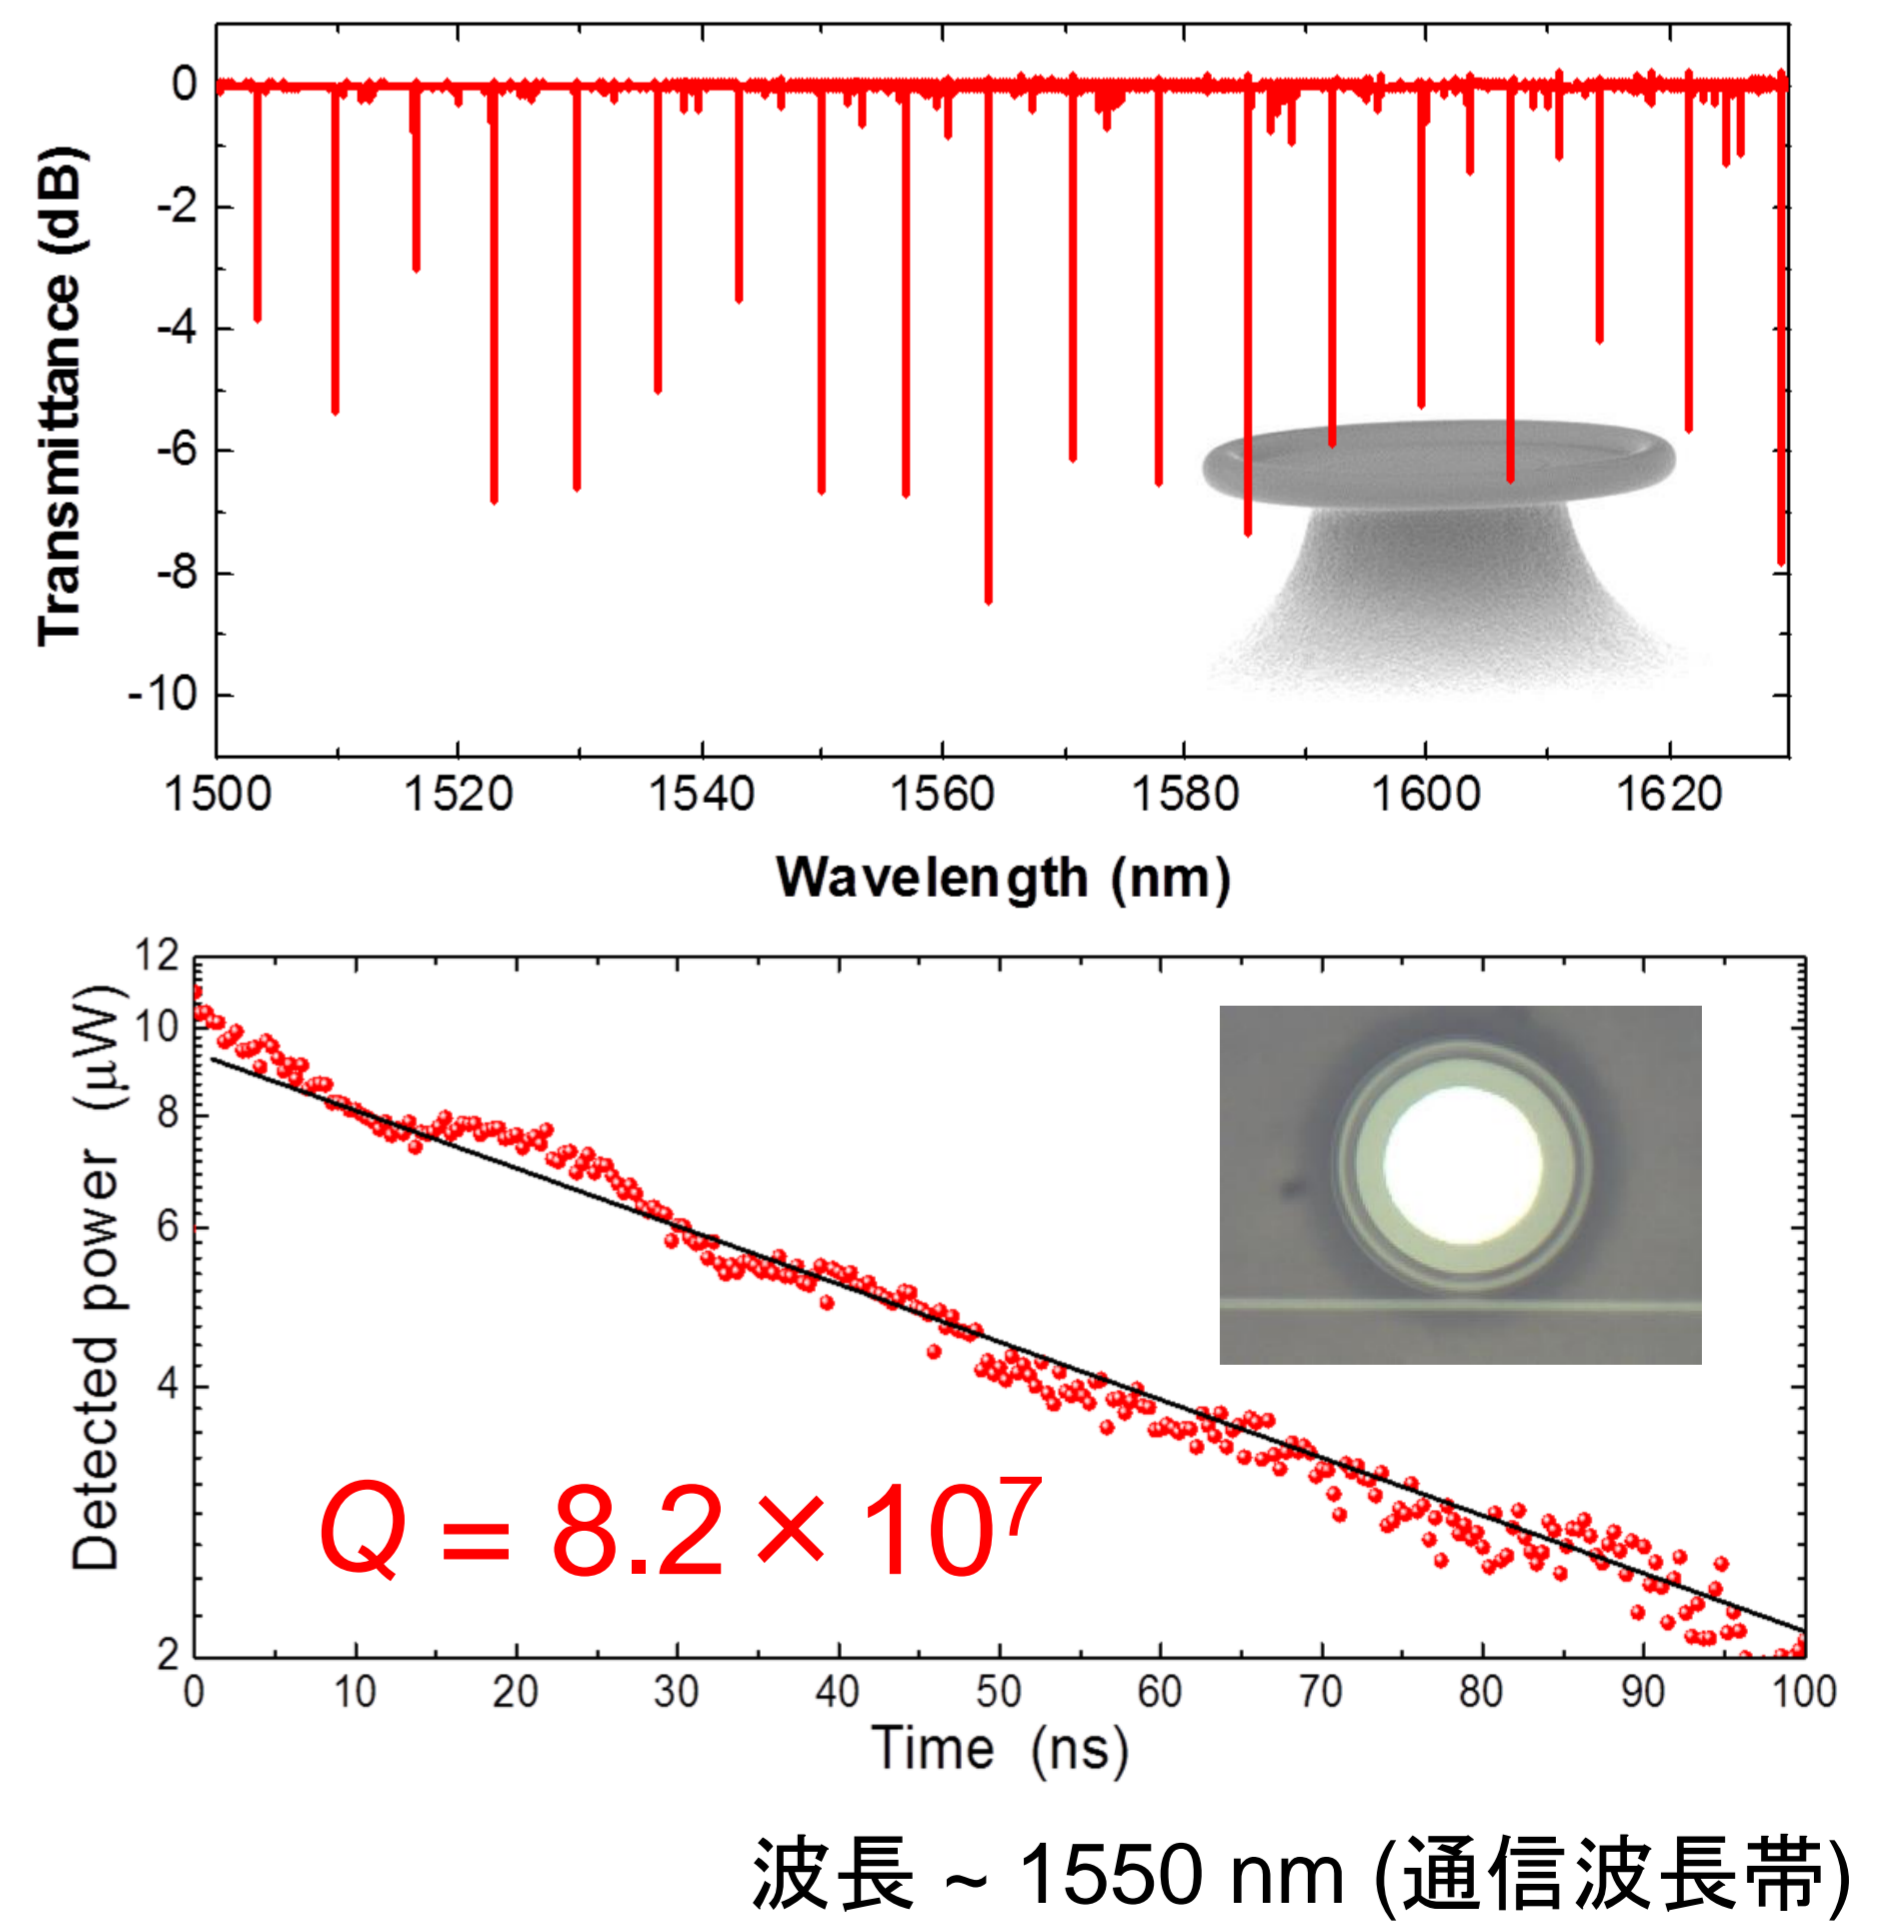 Transmittance (dB)
0
-2
-4
-6
-8
-10
1500 1520 1540 1560 1580 1600 1620
Wavelength (nm)
Detected power (μW)
12
10
8
6
4
2
Q = 8.2×10⁷
0 10 20 30 40 50 60 70 80 90 100
Time (ns)
波長 ~ 1550 nm (通信波長帯)